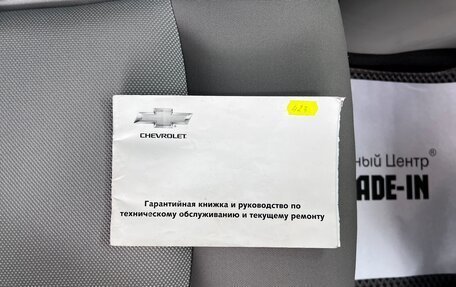 CHEVROLET
Гарантийная книжка и руководство по
техническому обслуживанию и текущему ремонту
ный Центр®
ADE-IN